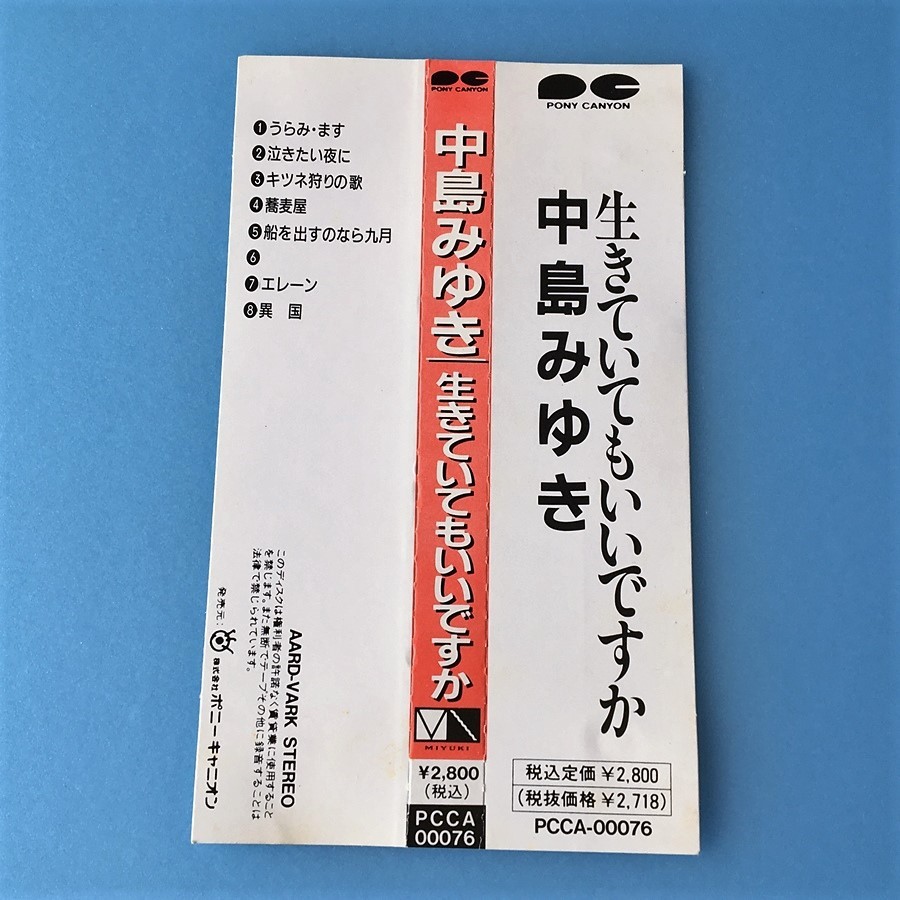 ❶うらみ・ます
❷泣きたい夜に
❸キツネ狩りの歌
❹蕎麦屋
❺船を出すのなら九月
❻
❼エレーン
❽異 国
AARD-VARK STEREO
このディスクは権利者の許諾なく賃貸業に使用すること
を禁じます。また無断でテープその他に録音することは
法律で禁じられています。
発売元:
株式会社ポニーキャニオン
PONY CANYON
中島みゆき
生きていてもいいですか
MIYUKI
¥2,800
(税込)
PCCA
00076
PONY CANYON
生きていてもいいですか
中島みゆき
税込定価¥2,800
(税抜価格¥2,718)
PCCA-00076